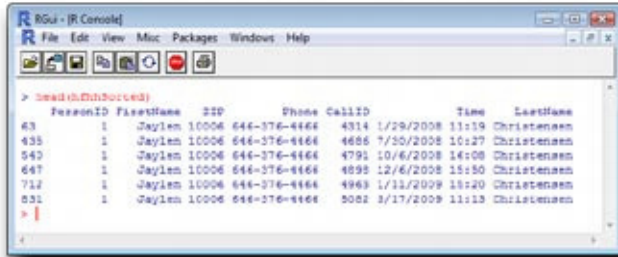 RGui - [R Console]
File Edit View Misc Packages Windows Help
> head(hfhhSorted)
PersonID FirstName ZIP Phone CallID Time LastName
63 1 Jaylen 10006 646-376-4466 4314 1/29/2008 11:19 Christensen
435 1 Jaylen 10006 646-376-4466 4686 7/30/2008 10:27 Christensen
540 1 Jaylen 10006 646-376-4466 4791 10/6/2008 14:08 Christensen
647 1 Jaylen 10006 646-376-4466 4898 12/6/2008 15:50 Christensen
712 1 Jaylen 10006 646-376-4466 4963 1/11/2009 15:20 Christensen
831 1 Jaylen 10006 646-376-4466 5082 3/17/2009 11:13 Christensen
>